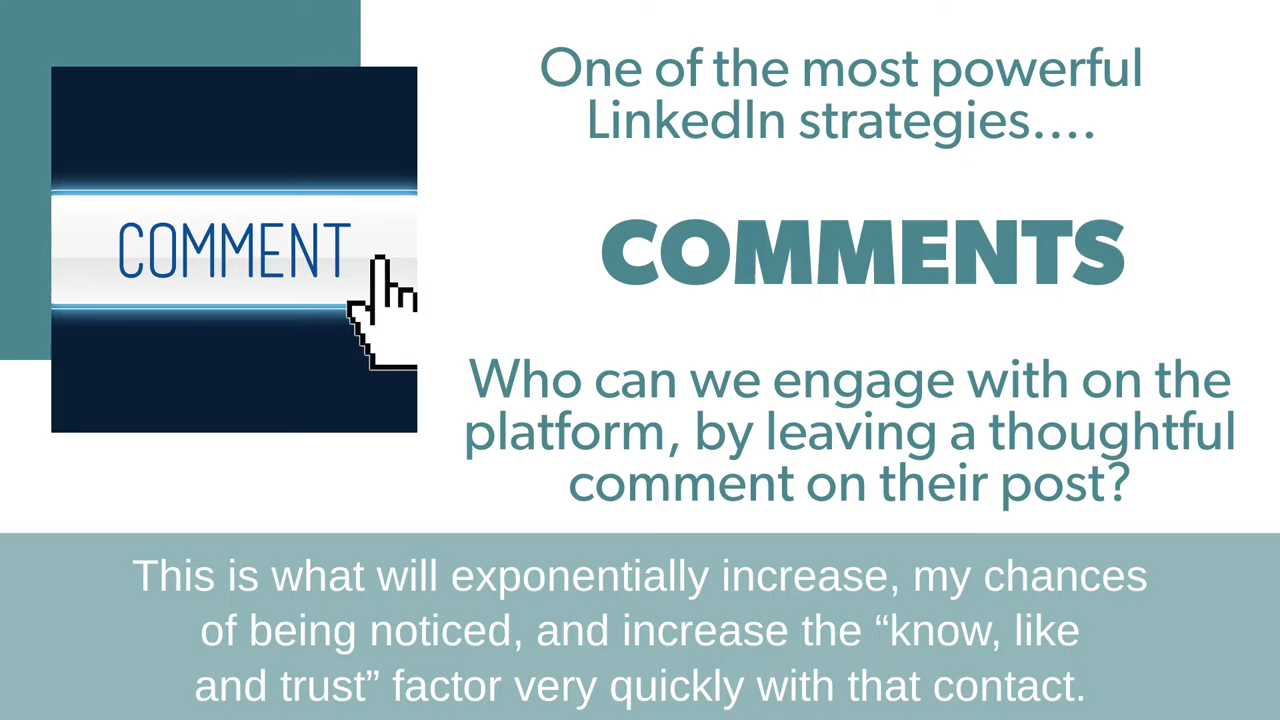 One of the most powerful
LinkedIn strategies....
COMMENT
COMMENTS
Who can we engage with on the
platform, by leaving a thoughtful
comment on their post?
This is what will exponentially increase, my chances
of being noticed, and increase the “know, like
and trust” factor very quickly with that contact.